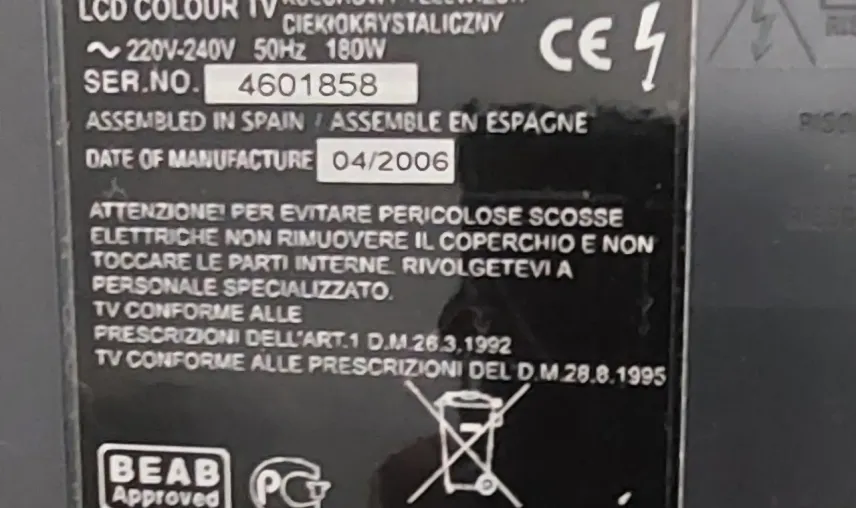 LCD COLOUR TV
CIEKŁOKRYSTALICZNY
~ 220V-240V 50Hz 180W
CE
SER.NO. 4601858
ASSEMBLED IN SPAIN / ASSEMBLE EN ESPAGNE
DATE OF MANUFACTURE 04/2006
ATTENZIONE! PER EVITARE PERICOLOSE SCOSSE
ELETTRICHE NON RIMUOVERE IL COPERCHIO E NON
TOCCARE LE PARTI INTERNE. RIVOLGETEVI A
PERSONALE SPECIALIZZATO.
TV CONFORME ALLE
PRESCRIZIONI DELL'ART.1 D.M.26.3.1992
TV CONFORME ALLE PRESCRIZIONI DEL D.M.28.8.1995
BEAB
Approved